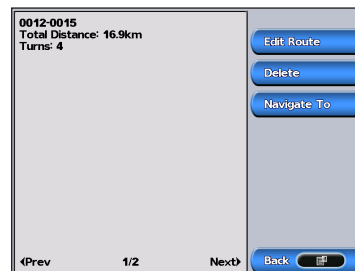 0012-0015
Total Distance: 16.9km
Turns: 4
Edit Route
Delete
Navigate To
Prev 1/2 Next
Back